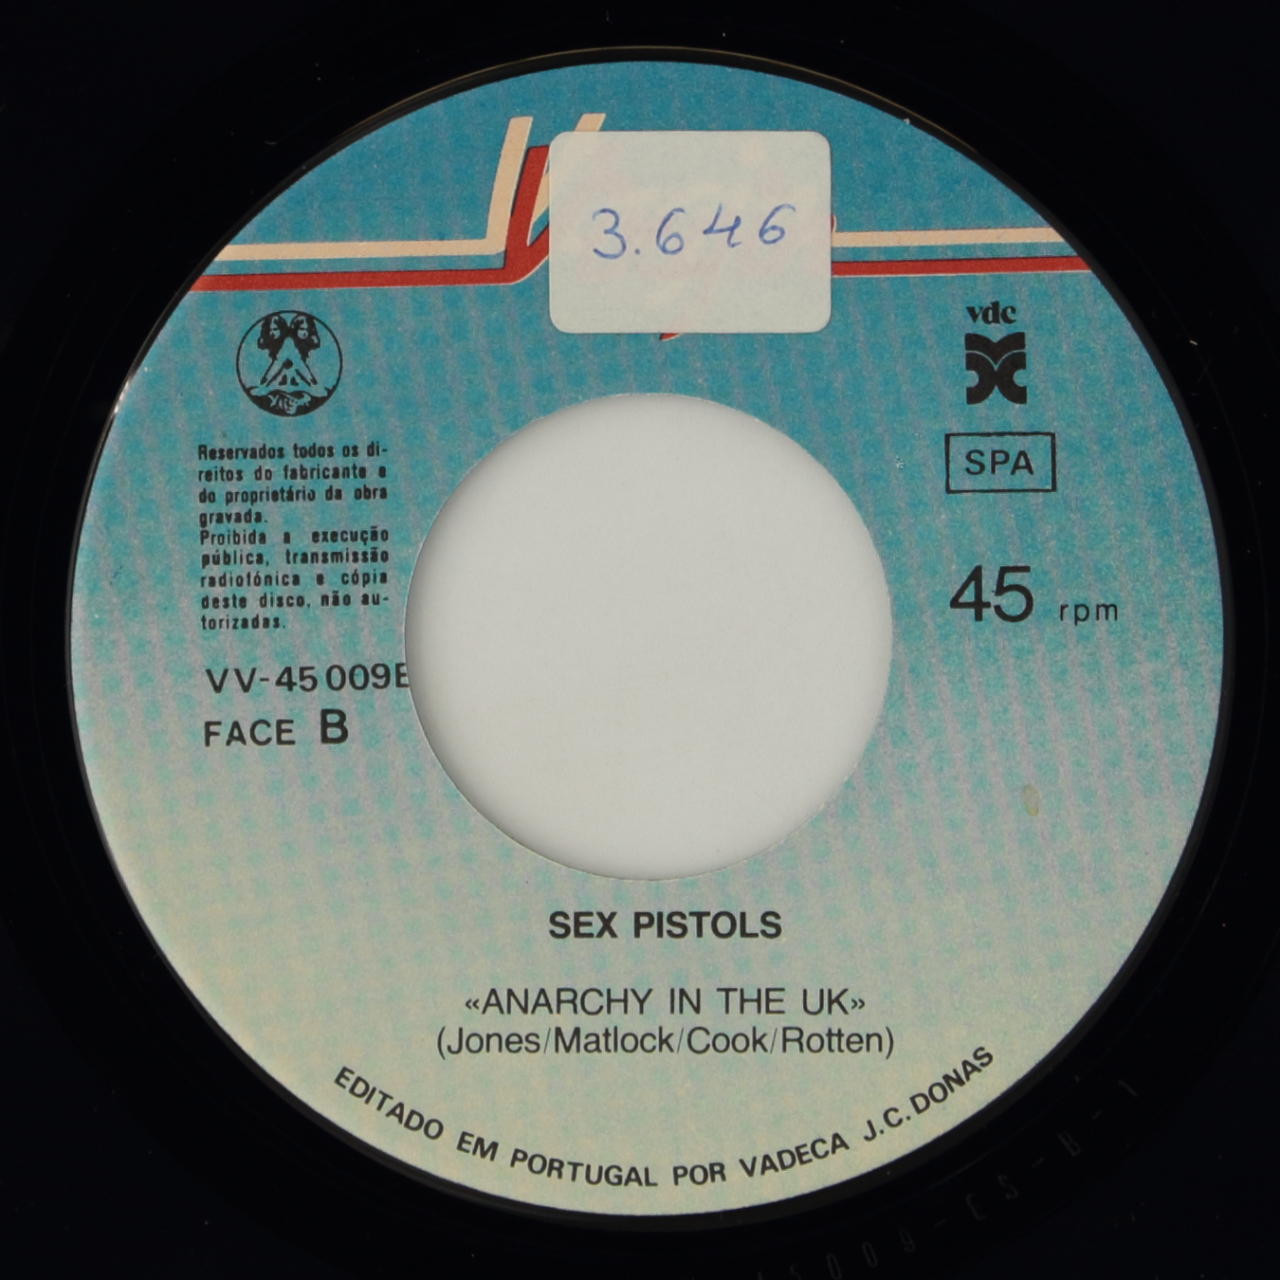 3.646
vdc
SPA
Reservados todos os di-
reitos do fabricante e
do proprietário da obra
gravada.
Proibida a execução
pública, transmissão
radiofónica e cópia
deste disco, não au-
torizadas.
45 rpm
VV-45 009E
FACE B
SEX PISTOLS
«ANARCHY IN THE UK»
(Jones/Matlock/Cook/Rotten)
EDITADO EM PORTUGAL POR VADECA J.C. DONAS